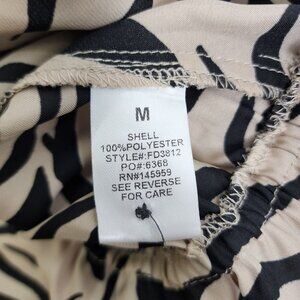 M
SHELL
100%POLYESTER
STYLE#:FD3812
PO#:6368
RN#145959
SEE REVERSE
FOR CARE